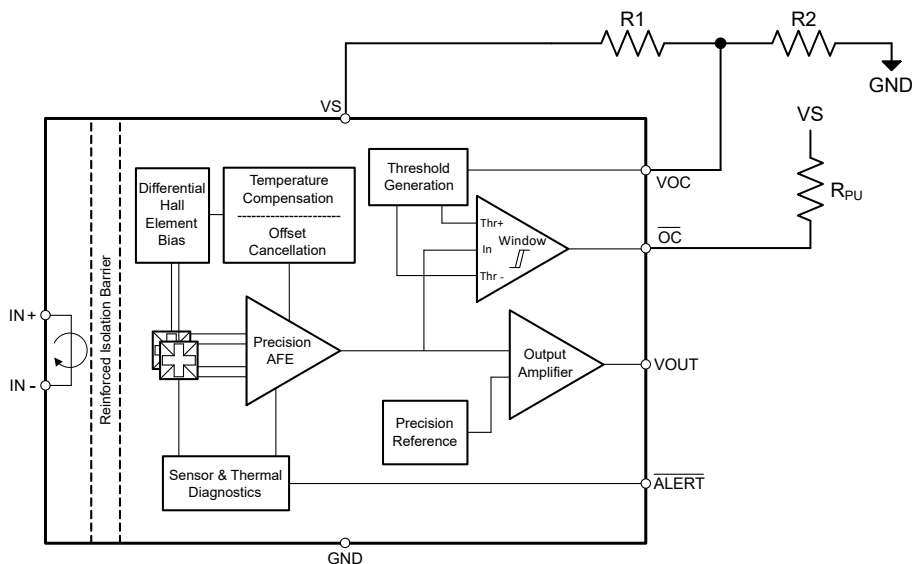 R1
R2
GND
VS
VS
R_PU
Reinforced Isolation Barrier
Differential
Hall
Element
Bias
Temperature
Compensation
Offset
Cancellation
Threshold
Generation
VOC
Thr+
In
Thr -
Window
OC
IN+
IN-
Precision
AFE
Output
Amplifier
VOUT
Precision
Reference
Sensor & Thermal
Diagnostics
ALERT
GND